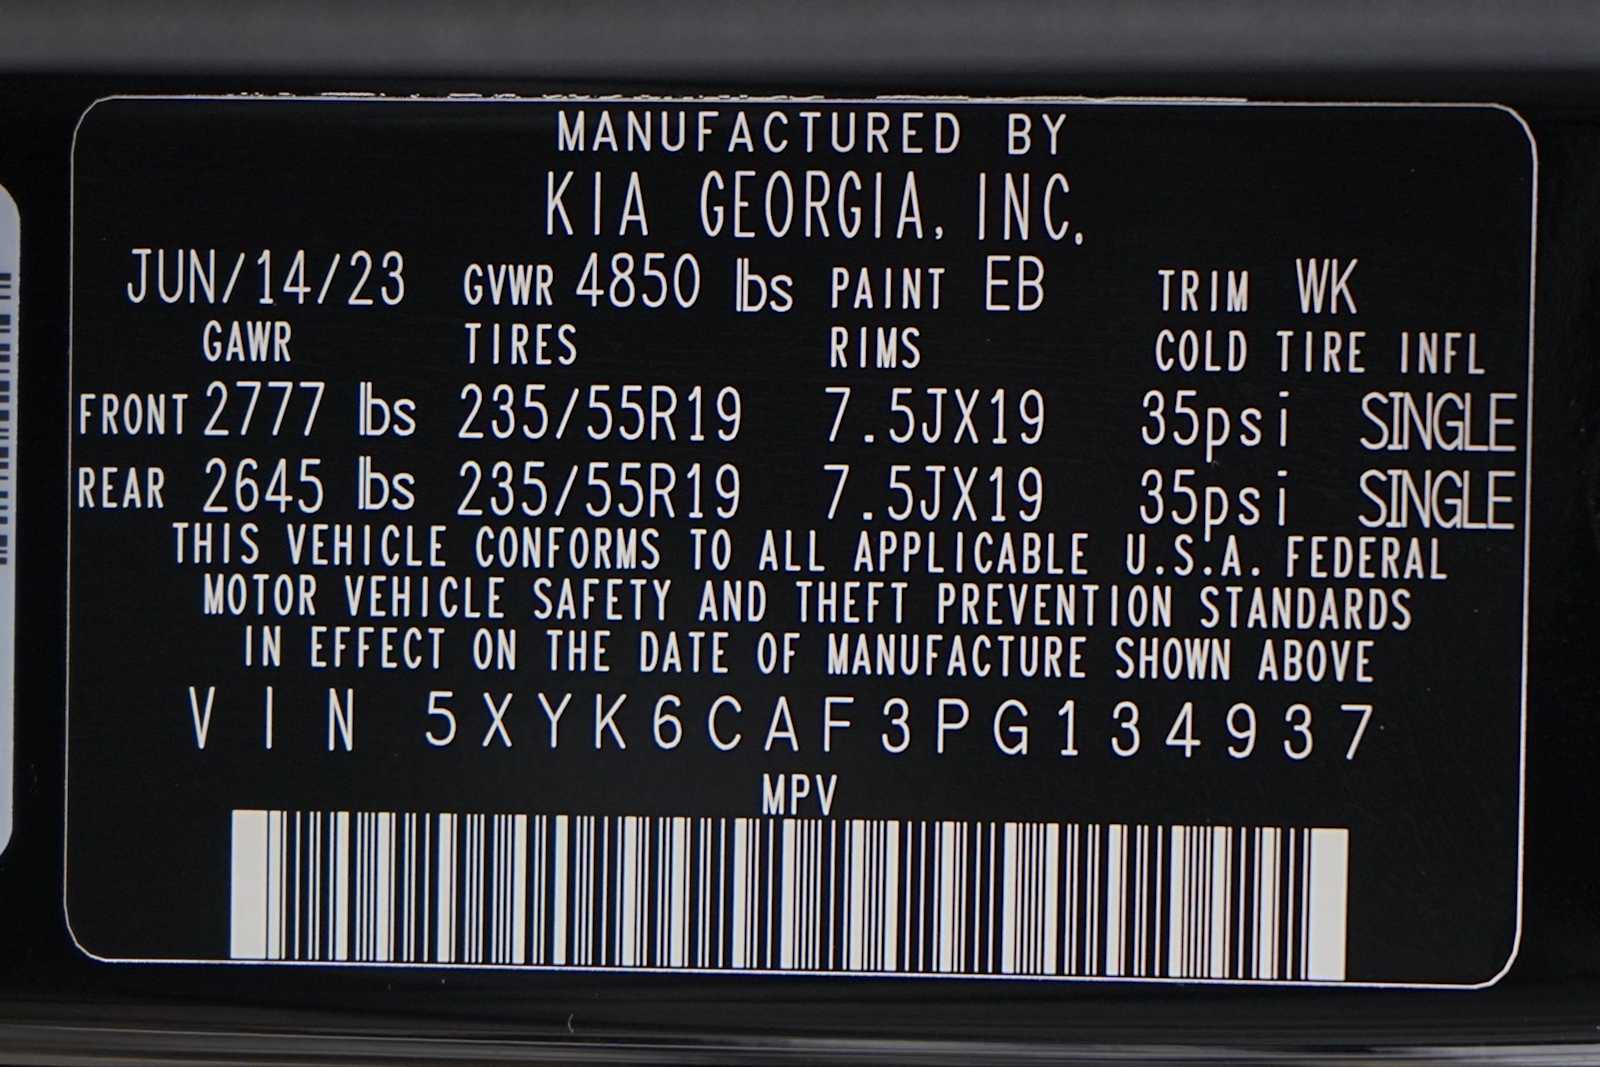 MANUFACTURED BY
KIA GEORGIA, INC.
JUN/14/23 GVWR 4850 lbs PAINT EB TRIM WK
GAWR TIRES RIMS COLD TIRE INFL
FRONT 2777 lbs 235/55R19 7.5JX19 35psi SINGLE
REAR 2645 lbs 235/55R19 7.5JX19 35psi SINGLE
THIS VEHICLE CONFORMS TO ALL APPLICABLE U.S.A. FEDERAL
MOTOR VEHICLE SAFETY AND THEFT PREVENTION STANDARDS
IN EFFECT ON THE DATE OF MANUFACTURE SHOWN ABOVE
VIN 5XYK6CAF3PG134937
MPV